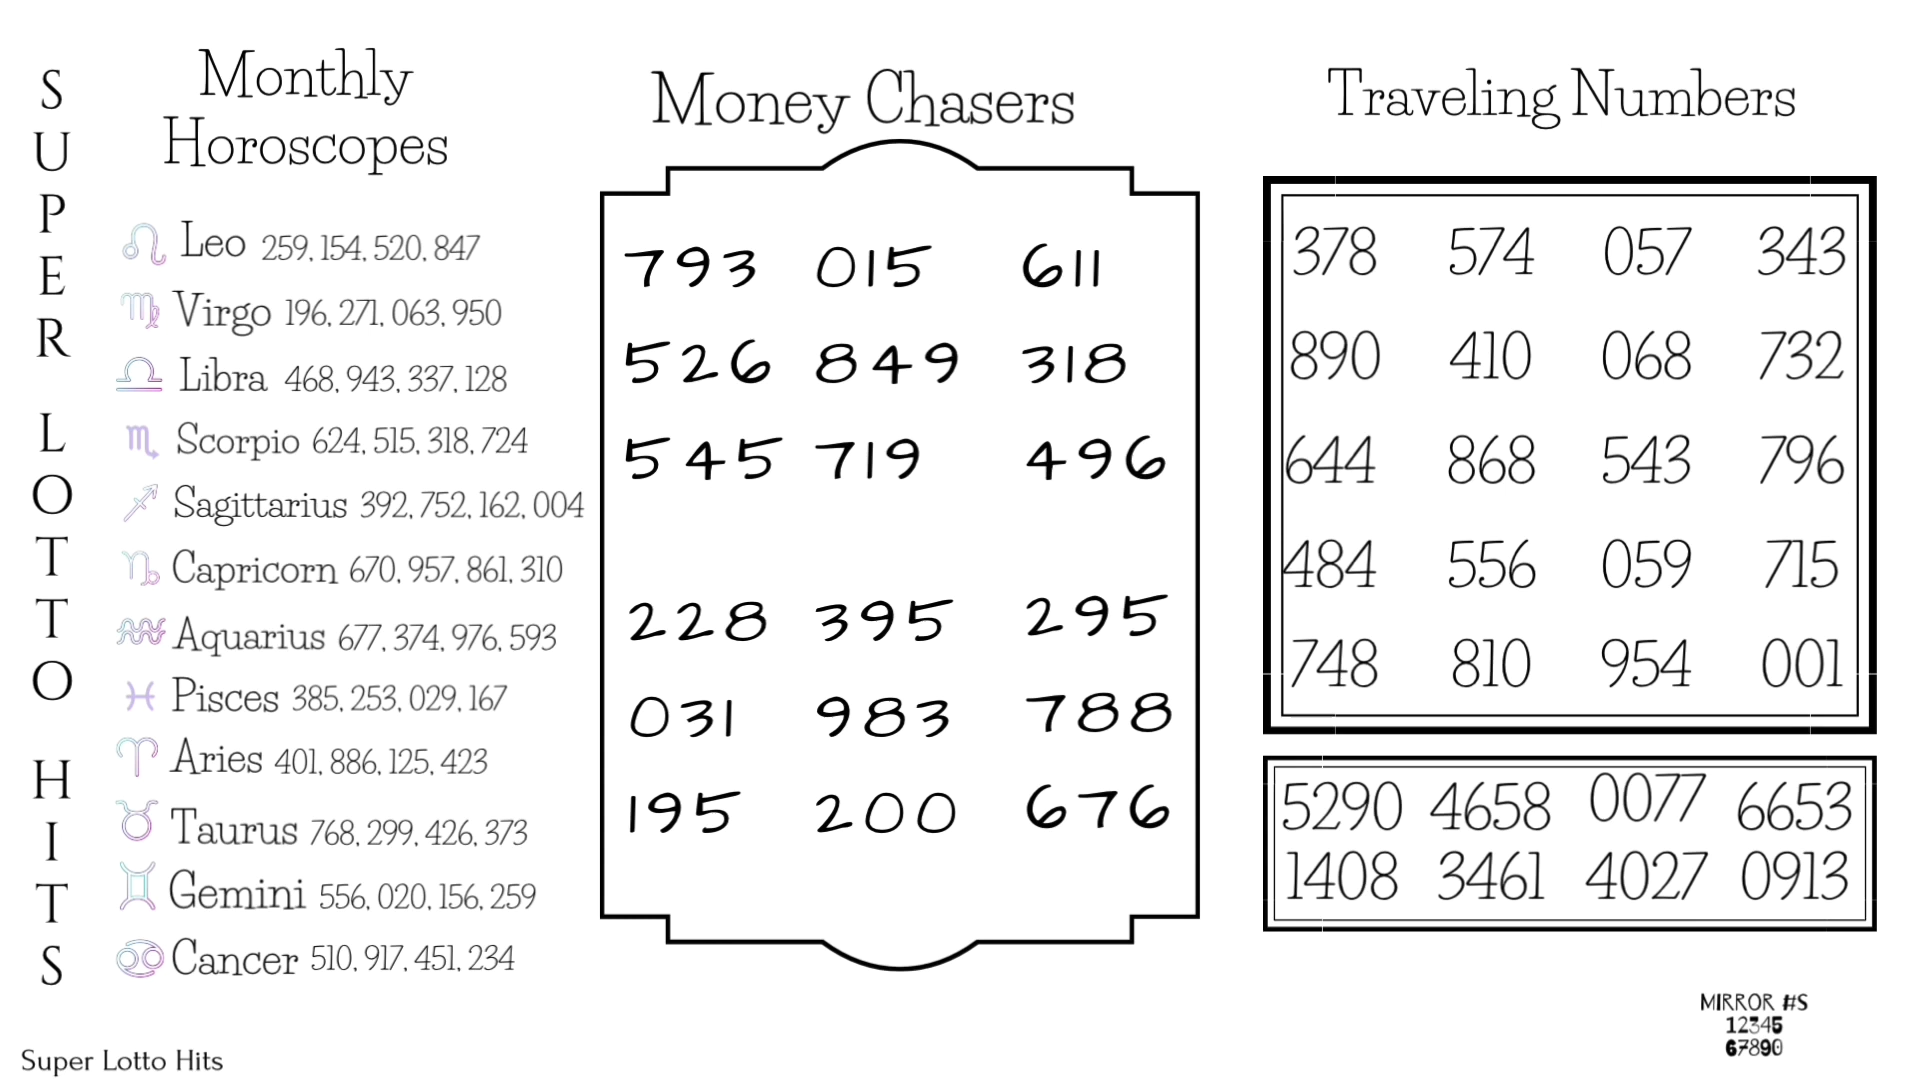 SUPER LOTTO HITS
Monthly
Horoscopes
Leo 259, 154, 520, 847
Virgo 196, 271, 063, 950
Libra 468, 943, 337, 128
Scorpio 624, 515, 318, 724
Sagittarius 392, 752, 162, 004
Capricorn 670, 957, 861, 310
Aquarius 677, 374, 976, 593
Pisces 385, 253, 029, 167
Aries 401, 886, 125, 423
Taurus 768, 299, 426, 373
Gemini 556, 020, 156, 259
Cancer 510, 917, 451, 234
Money Chasers
793 015 611
526 849 318
545 719 496
228 395 295
031 983 788
195 200 676
Traveling Numbers
378 574 057 343
890 410 068 732
644 868 543 796
484 556 059 715
748 810 954 001
5290 4658 0077 6653
1408 3461 4027 0913
MIRROR #S
12345
67890
Super Lotto Hits